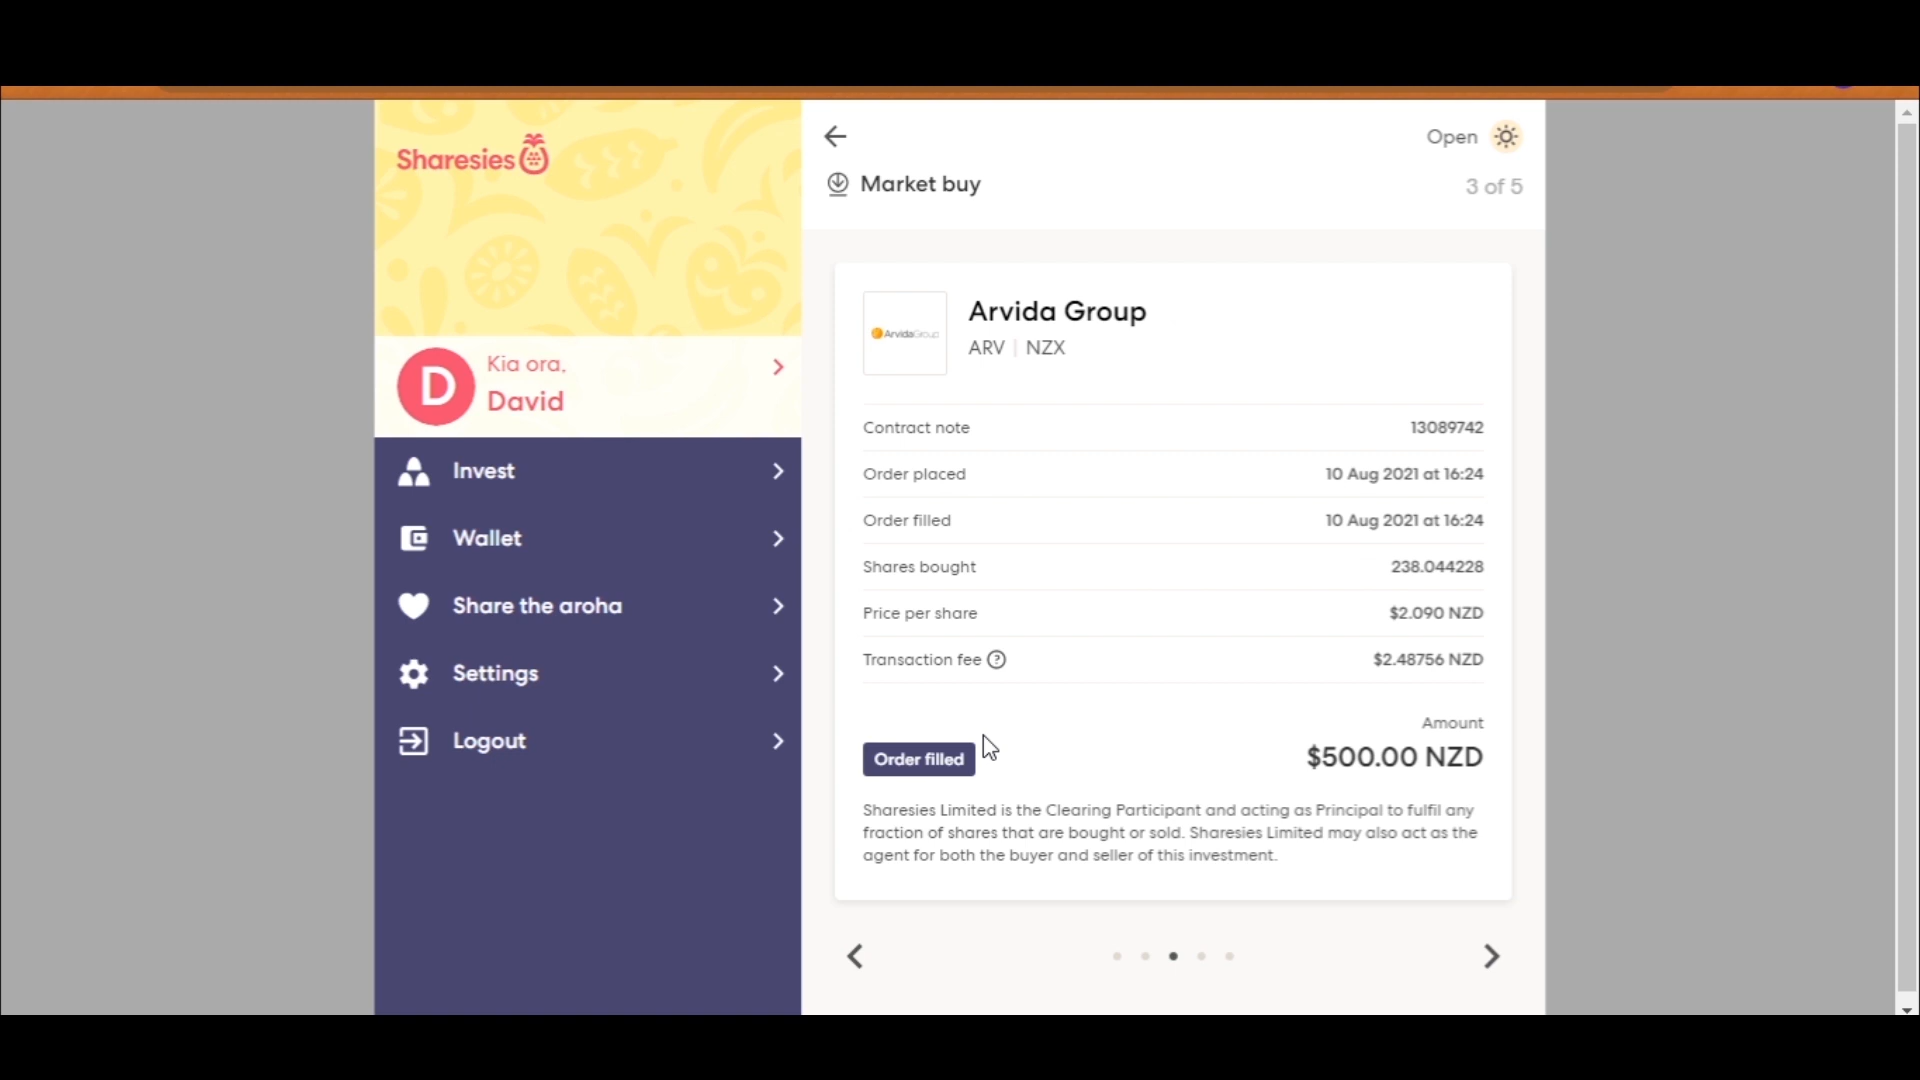 Sharesies
Kia ora,
David
Invest
Wallet
Share the aroha
Settings
Logout
Open
Market buy
3 of 5
ArvidaGroup
Arvida Group
ARV | NZX
Contract note 13089742
Order placed 10 Aug 2021 at 16:24
Order filled 10 Aug 2021 at 16:24
Shares bought 238.044228
Price per share $2.090 NZD
Transaction fee ? $2.48756 NZD
Amount
Order filled $500.00 NZD
Sharesies Limited is the Clearing Participant and acting as Principal to fulfil any
fraction of shares that are bought or sold. Sharesies Limited may also act as the
agent for both the buyer and seller of this investment.